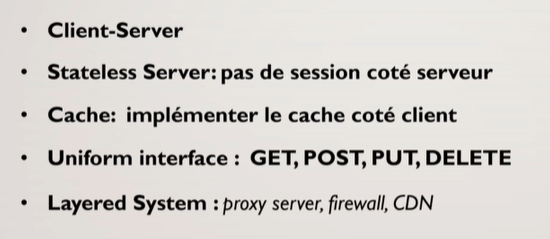 • Client-Server
• Stateless Server: pas de session coté serveur
• Cache: implémenter le cache coté client
• Uniform interface : GET, POST, PUT, DELETE
• Layered System : proxy server, firewall, CDN